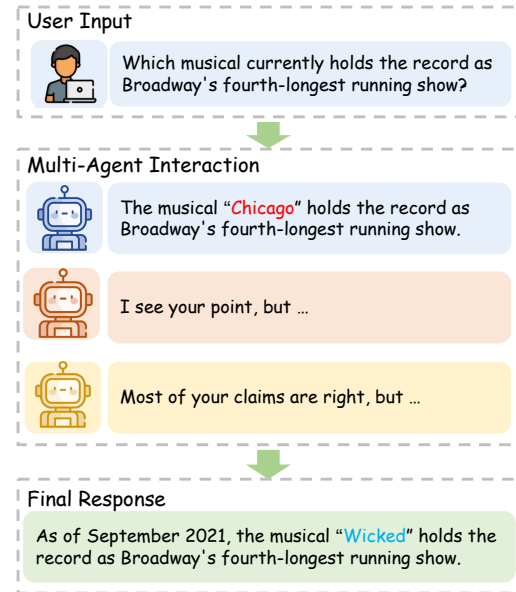 User Input
Which musical currently holds the record as
Broadway's fourth-longest running show?
Multi-Agent Interaction
The musical “Chicago” holds the record as
Broadway's fourth-longest running show.
I see your point, but …
Most of your claims are right, but …
Final Response
As of September 2021, the musical “Wicked” holds the
record as Broadway's fourth-longest running show.